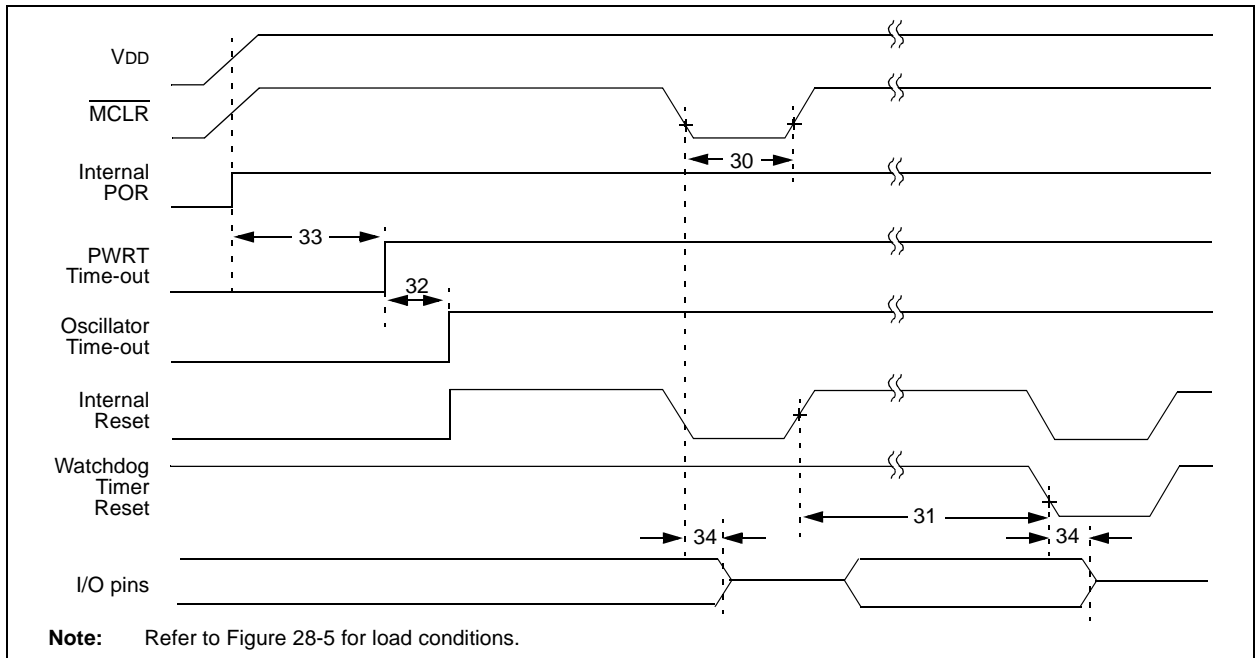 VDD
MCLR
Internal
POR
30
33
PWRT
Time-out
32
Oscillator
Time-out
Internal
Reset
Watchdog
Timer
Reset
31
34
34
I/O pins
Note: Refer to Figure 28-5 for load conditions.